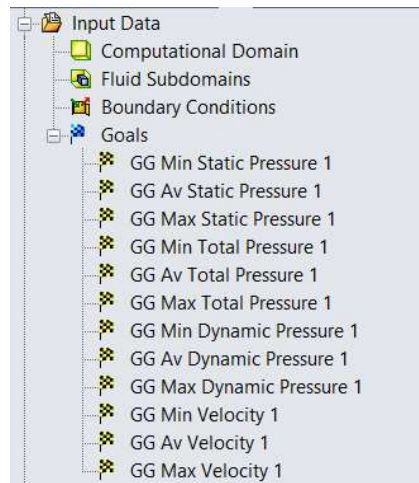 Input Data
Computational Domain
Fluid Subdomains
Boundary Conditions
Goals
GG Min Static Pressure 1
GG Av Static Pressure 1
GG Max Static Pressure 1
GG Min Total Pressure 1
GG Av Total Pressure 1
GG Max Total Pressure 1
GG Min Dynamic Pressure 1
GG Av Dynamic Pressure 1
GG Max Dynamic Pressure 1
GG Min Velocity 1
GG Av Velocity 1
GG Max Velocity 1